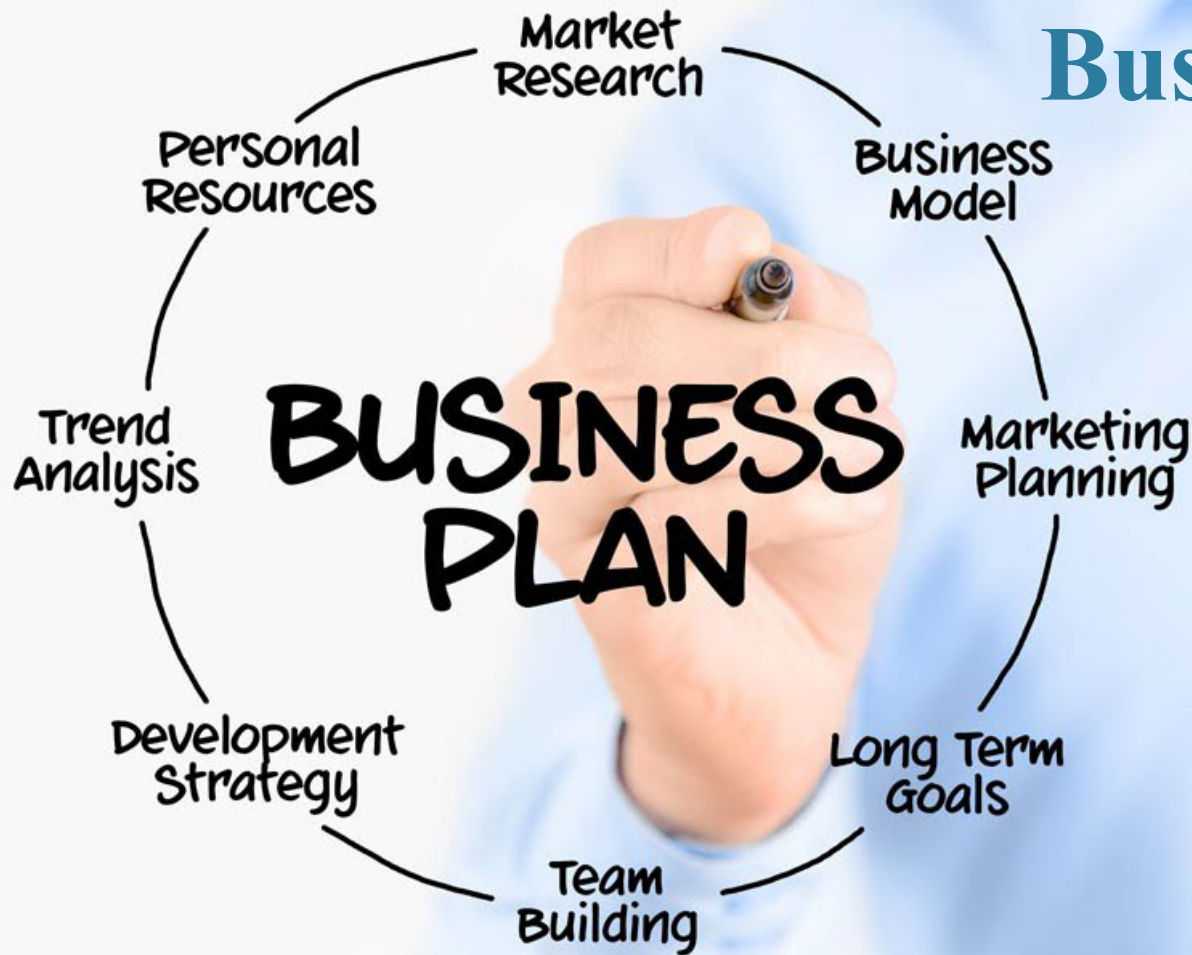 Market
Research
Business
Model
Marketing
Planning
Long Term
Goals
Team
Building
Development
Strategy
Trend
Analysis
Personal
Resources
BUSINESS
PLAN
Bus